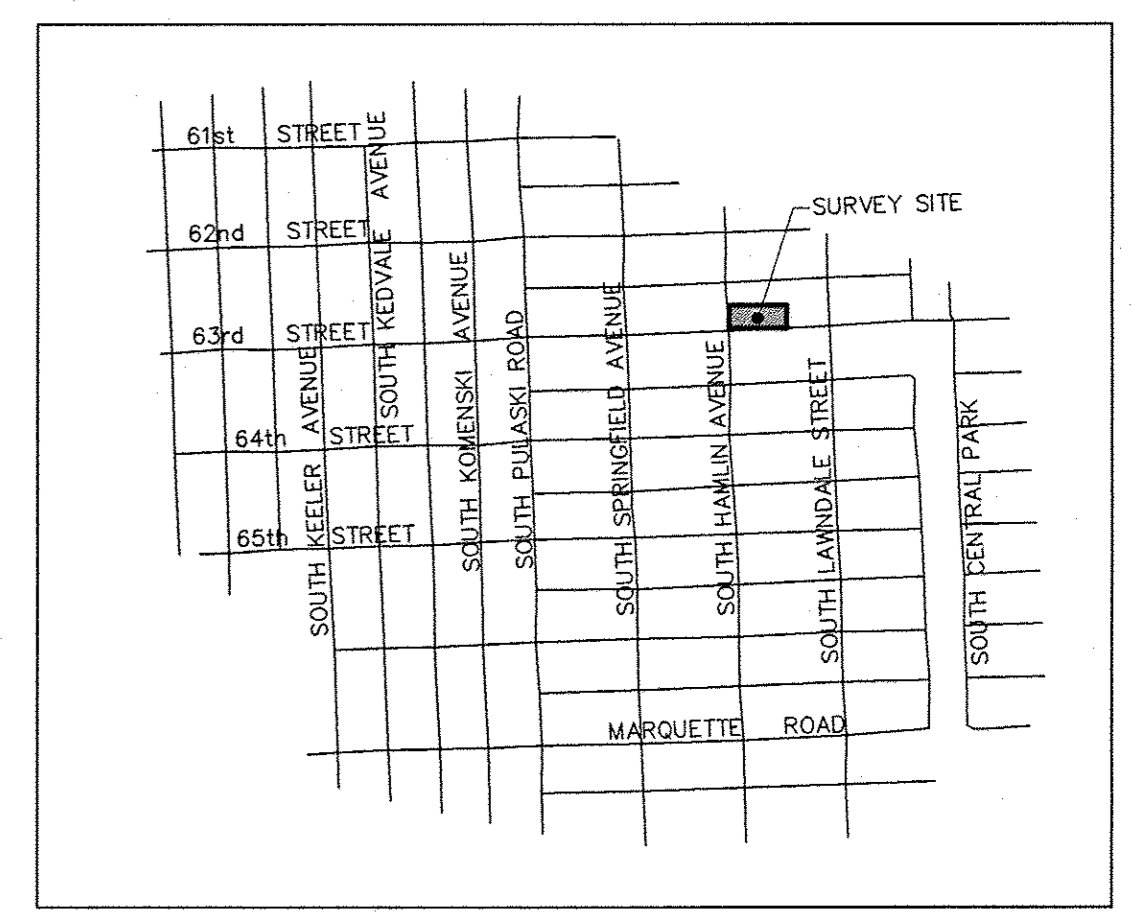 61st STREET
SURVEY SITE
62nd STREET
63rd STREET
64th STREET
65th STREET
SOUTH KEELER AVENUE
SOUTH KEDVALE AVENUE
SOUTH KOMENSKI AVENUE
SOUTH PULASKI ROAD
SOUTH SPRINGFIELD AVENUE
SOUTH HAMLIN AVENUE
SOUTH LAWNDALE STREET
SOUTH CENTRAL PARK
MARQUETTE ROAD